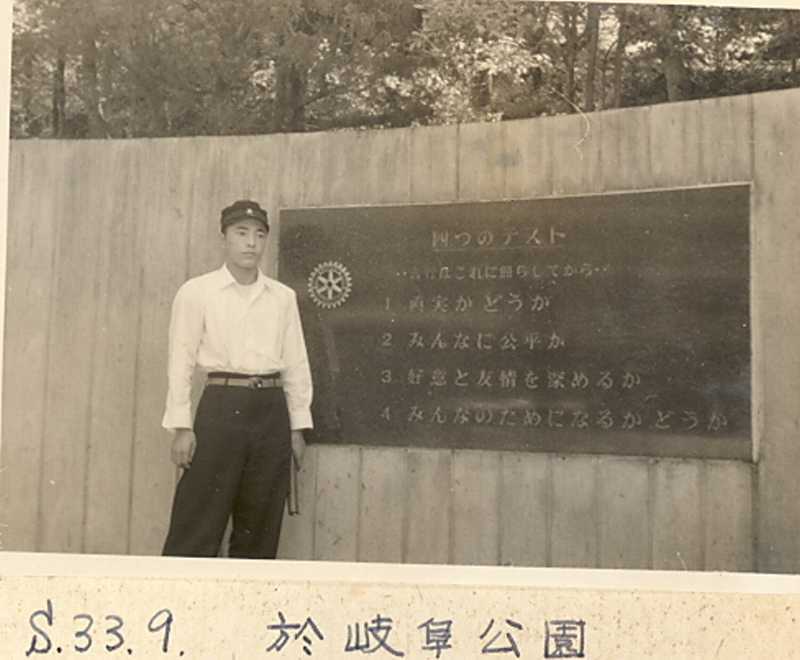 四つのテスト
‥言行はこれに照らしてから‥
1 真実かどうか
2 みんなに公平か
3 好意と友情を深めるか
4 みんなのためになるかどうか
S.33.9. 於岐阜公園